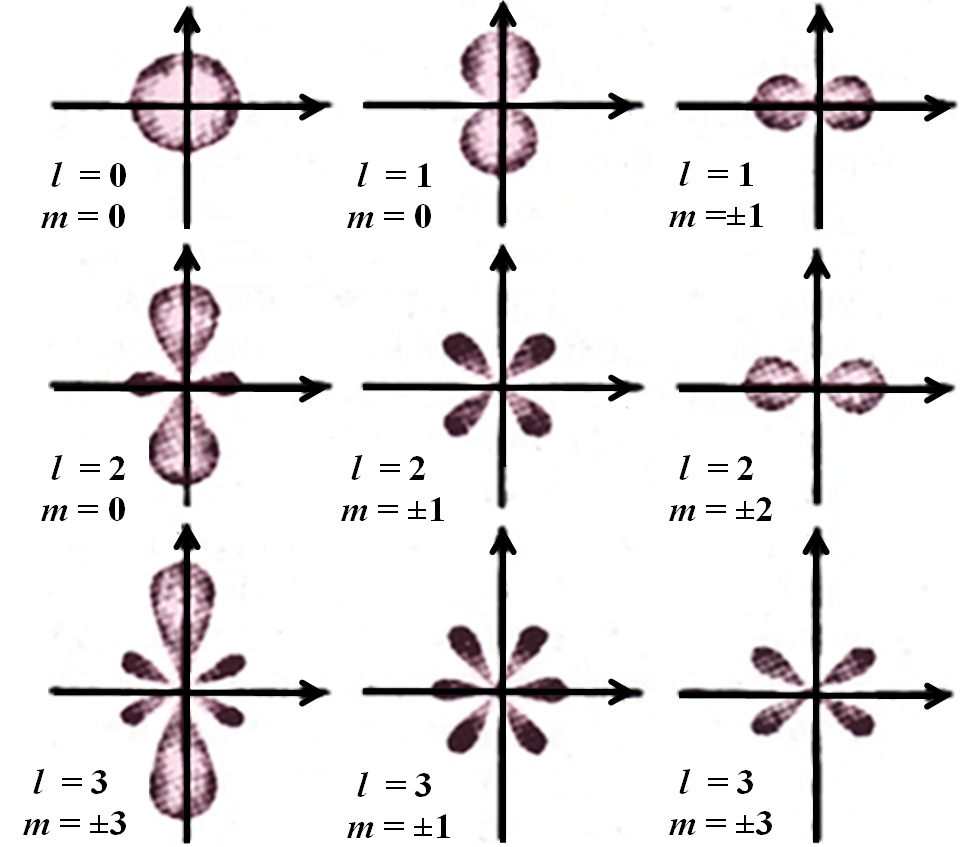 l = 0
m = 0
l = 1
m = 0
l = 1
m =±1
l = 2
m = 0
l = 2
m = ±1
l = 2
m = ±2
l = 3
m = ±3
l = 3
m = ±1
l = 3
m = ±3